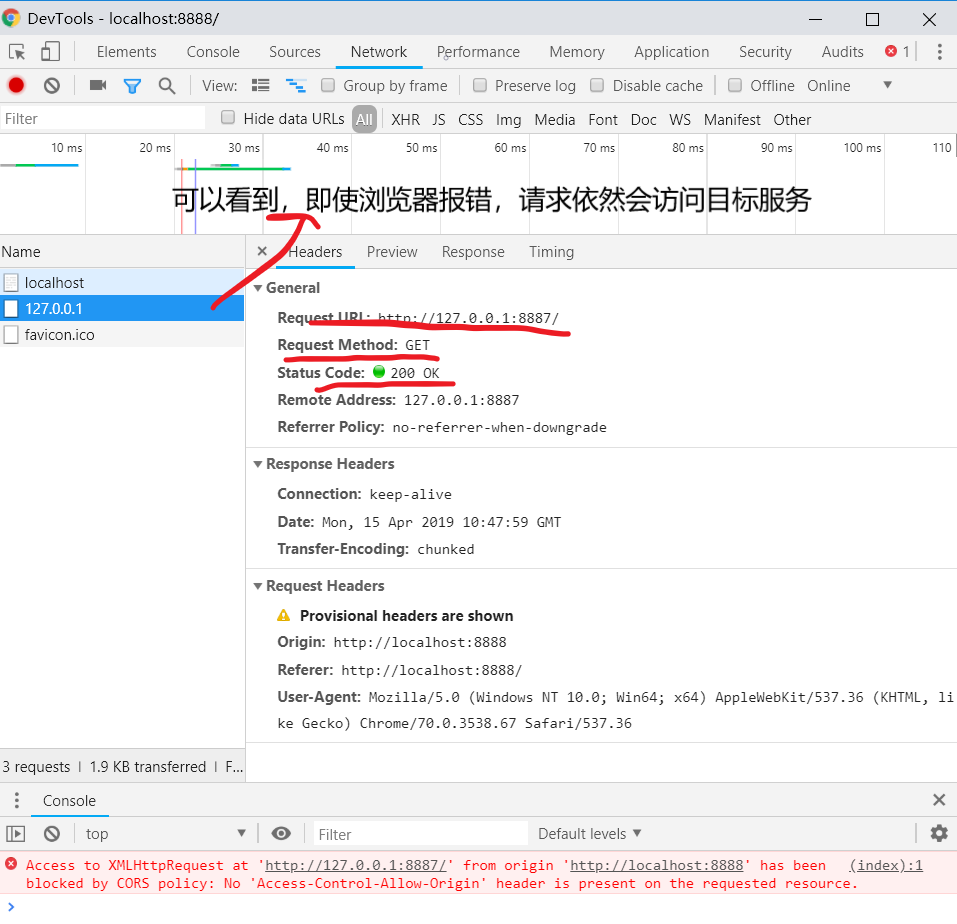 DevTools - localhost:8888/
Elements Console Sources Network Performance Memory Application Security Audits 1
View: Group by frame Preserve log Disable cache Offline Online
Filter Hide data URLs All XHR JS CSS Img Media Font Doc WS Manifest Other
10 ms 20 ms 30 ms 40 ms 50 ms 60 ms 70 ms 80 ms 90 ms 100 ms 110
可以看到，即使浏览器报错，请求依然会访问目标服务
Name
localhost
127.0.0.1
favicon.ico
Headers Preview Response Timing
General
Request URL: http://127.0.0.1:8887/
Request Method: GET
Status Code: 200 OK
Remote Address: 127.0.0.1:8887
Referrer Policy: no-referrer-when-downgrade
Response Headers
Connection: keep-alive
Date: Mon, 15 Apr 2019 10:47:59 GMT
Transfer-Encoding: chunked
Request Headers
Provisional headers are shown
Origin: http://localhost:8888
Referer: http://localhost:8888/
User-Agent: Mozilla/5.0 (Windows NT 10.0; Win64; x64) AppleWebKit/537.36 (KHTML, li
ke Gecko) Chrome/70.0.3538.67 Safari/537.36
3 requests | 1.9 KB transferred | F...
Console
top Filter Default levels
Access to XMLHttpRequest at 'http://127.0.0.1:8887/' from origin 'http://localhost:8888' has been (index):1
blocked by CORS policy: No 'Access-Control-Allow-Origin' header is present on the requested resource.